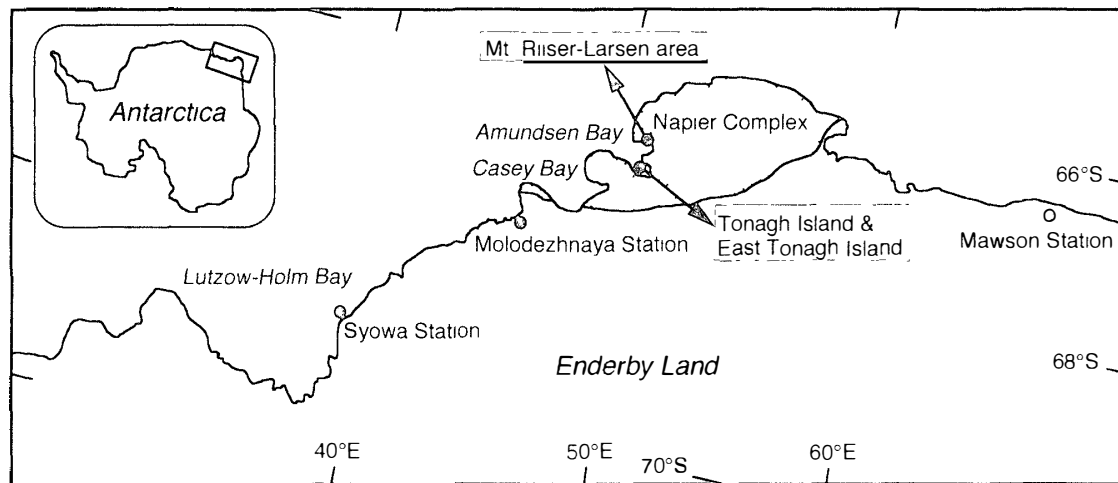 Mt Riiser-Larsen area
Antarctica
Napier Complex
Amundsen Bay
Casey Bay
66°S
Tonagh Island &
East Tonagh Island
Molodezhnaya Station
Mawson Station
Lutzow-Holm Bay
Syowa Station
Enderby Land
68°S
40°E
50°E
70°S
60°E